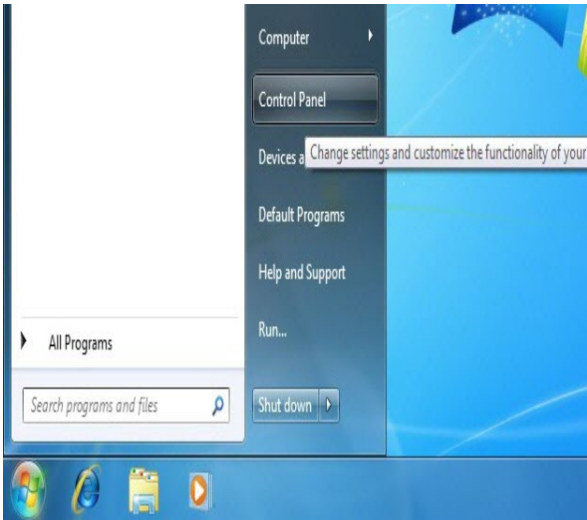 Computer
Control Panel
Devices a
Change settings and customize the functionality of your
Default Programs
Help and Support
Run...
All Programs
Search programs and files
Shut down